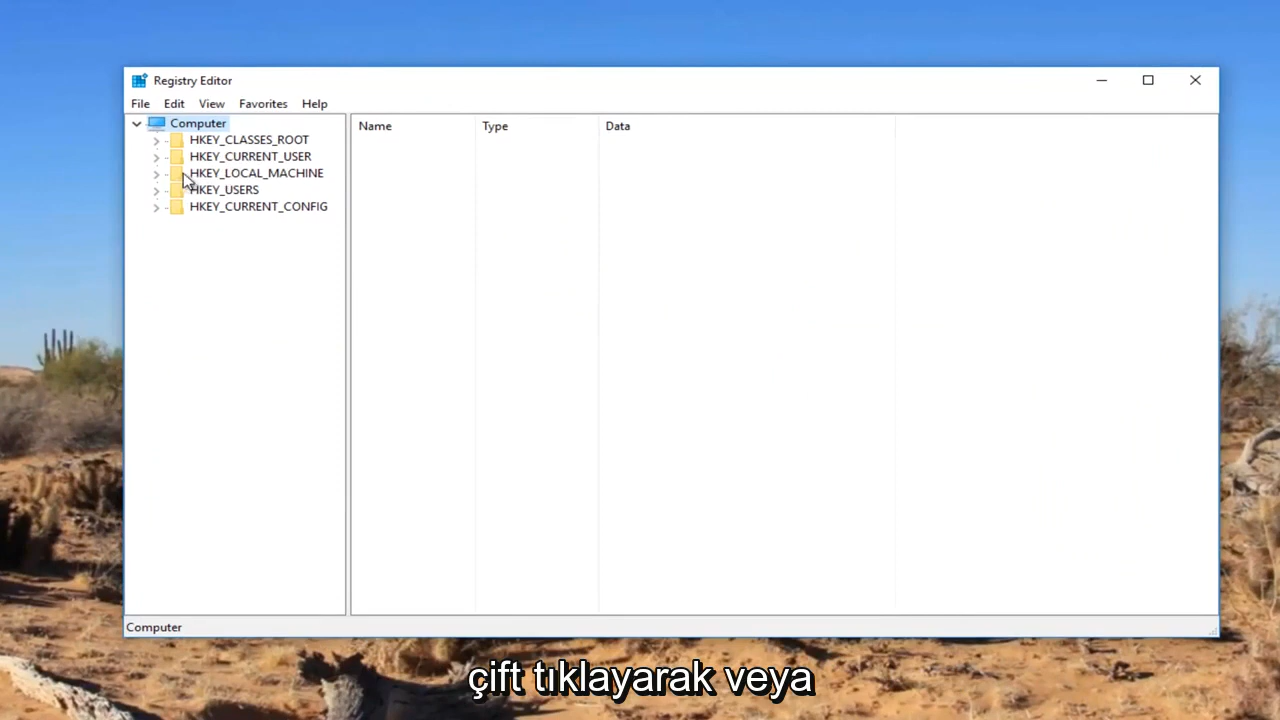 Registry Editor
File Edit View Favorites Help
Computer
HKEY_CLASSES_ROOT
HKEY_CURRENT_USER
HKEY_LOCAL_MACHINE
HKEY_USERS
HKEY_CURRENT_CONFIG
Name Type Data
Computer
çift tıklayarak veya